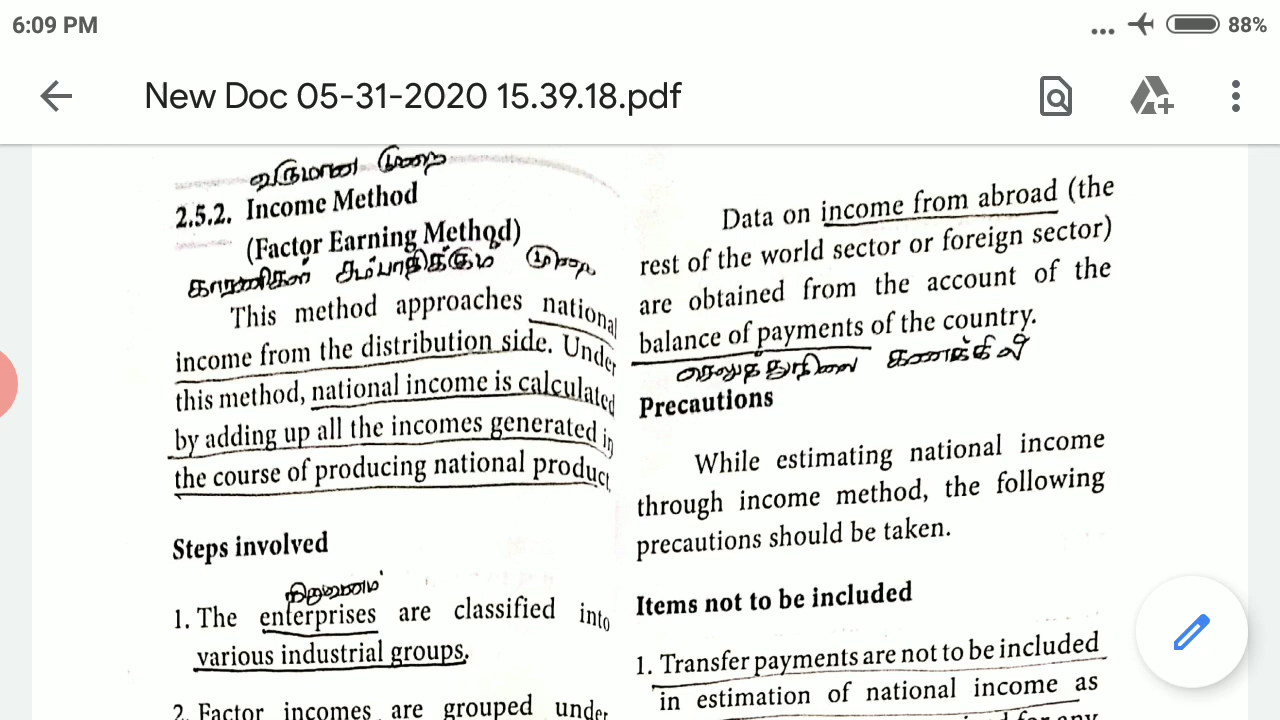 6:09 PM
... 88%
New Doc 05-31-2020 15.39.18.pdf
வருமான முறை
2.5.2. Income Method
(Factor Earning Method)
காரணிகள் சம்பாதிக்கும் முறை
This method approaches national
income from the distribution side. Under
this method, national income is calculated
by adding up all the incomes generated in
the course of producing national product.
Steps involved
நிறுவனம்
1. The enterprises are classified into
various industrial groups.
2. Factor incomes are grouped under
Data on income from abroad (the
rest of the world sector or foreign sector)
are obtained from the account of the
balance of payments of the country.
Precautions
While estimating national income
through income method, the following
precautions should be taken.
Items not to be included
1. Transfer payments are not to be included
in estimation of national income as
for any